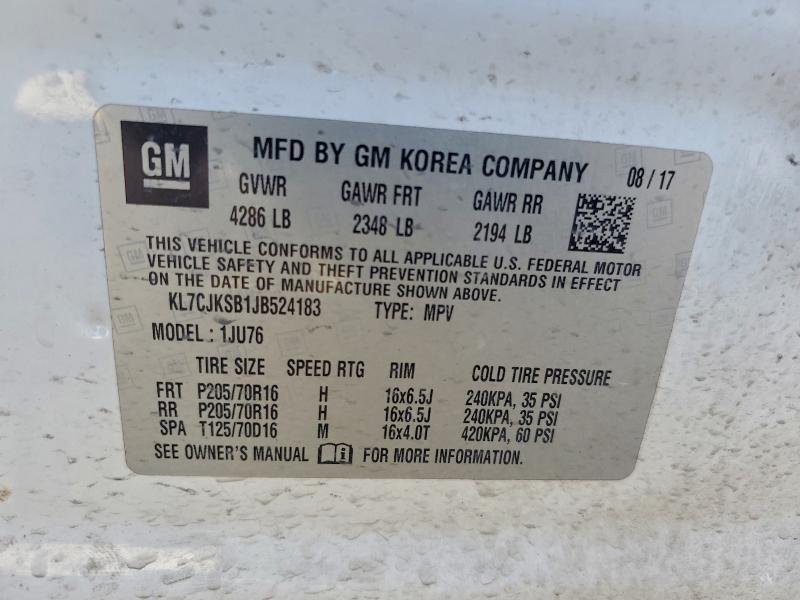 GM MFD BY GM KOREA COMPANY 08 / 17
GVWR GAWR FRT GAWR RR
4286 LB 2348 LB 2194 LB
THIS VEHICLE CONFORMS TO ALL APPLICABLE U.S. FEDERAL MOTOR
VEHICLE SAFETY AND THEFT PREVENTION STANDARDS IN EFFECT
ON THE DATE OF MANUFACTURE SHOWN ABOVE.
KL7CJKSB1JB524183 TYPE: MPV
MODEL : 1JU76
TIRE SIZE SPEED RTG RIM COLD TIRE PRESSURE
FRT P205/70R16 H 16x6.5J 240KPA, 35 PSI
RR P205/70R16 H 16x6.5J 240KPA, 35 PSI
SPA T125/70D16 M 16x4.0T 420KPA, 60 PSI
SEE OWNER'S MANUAL FOR MORE INFORMATION.